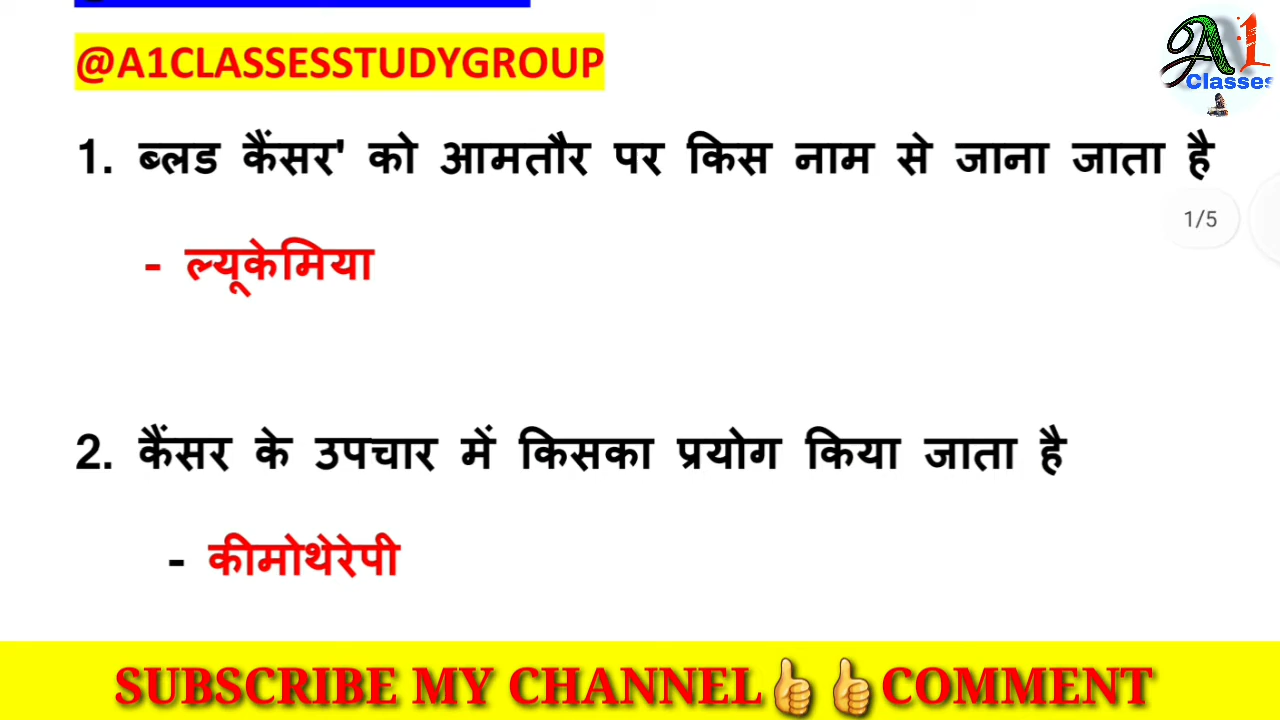 @A1CLASSESSTUDYGROUP
A1
Classes
1. ब्लड कैंसर' को आमतौर पर किस नाम से जाना जाता है
1/5
- ल्यूकेमिया
2. कैंसर के उपचार में किसका प्रयोग किया जाता है
- कीमोथेरेपी
SUBSCRIBE MY CHANNEL👍👍COMMENT